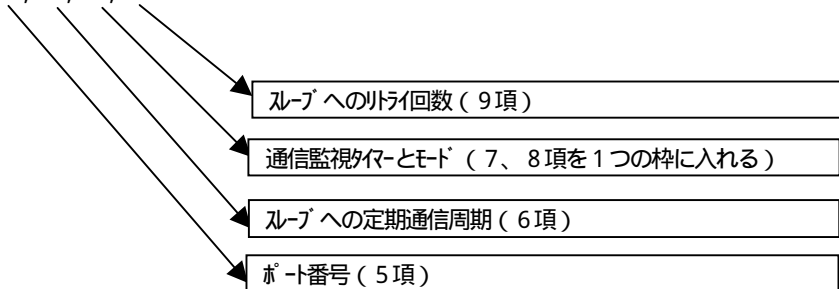 スレーブへのリトライ回数(9項)
通信監視タイマーとモード(7、8項を1つの枠に入れる)
スレーブへの定期通信周期(6項)
ポート番号(5項)